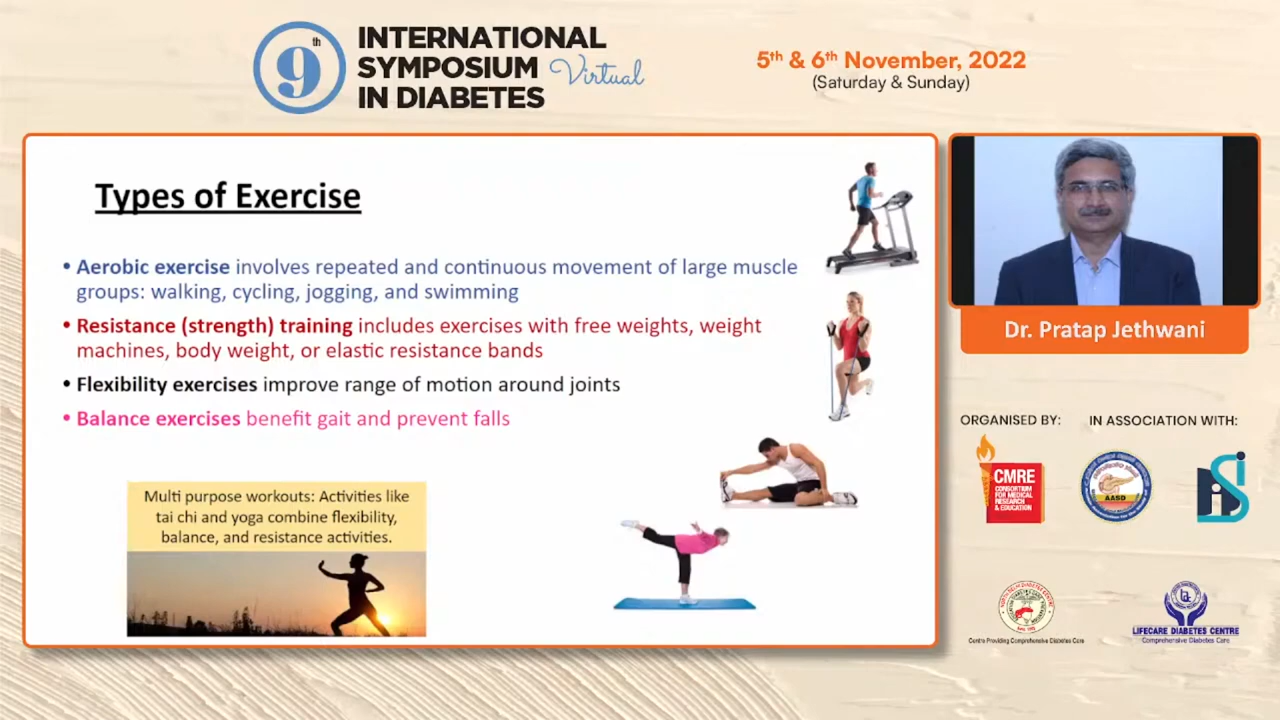 9th
INTERNATIONAL
SYMPOSIUM Virtual
IN DIABETES
5th & 6th November, 2022
(Saturday & Sunday)
Types of Exercise
• Aerobic exercise involves repeated and continuous movement of large muscle
groups: walking, cycling, jogging, and swimming
• Resistance (strength) training includes exercises with free weights, weight
machines, body weight, or elastic resistance bands
• Flexibility exercises improve range of motion around joints
• Balance exercises benefit gait and prevent falls
Multi purpose workouts: Activities like
tai chi and yoga combine flexibility,
balance, and resistance activities.
Dr. Pratap Jethwani
ORGANISED BY:
IN ASSOCIATION WITH:
CMRE
CONSORTIUM
FOR MEDICAL
RESEARCH
& EDUCATION
AASD
Centre Providing Comprehensive Diabetes Care
LIFECARE DIABETES CENTRE
Comprehensive Diabetes Care